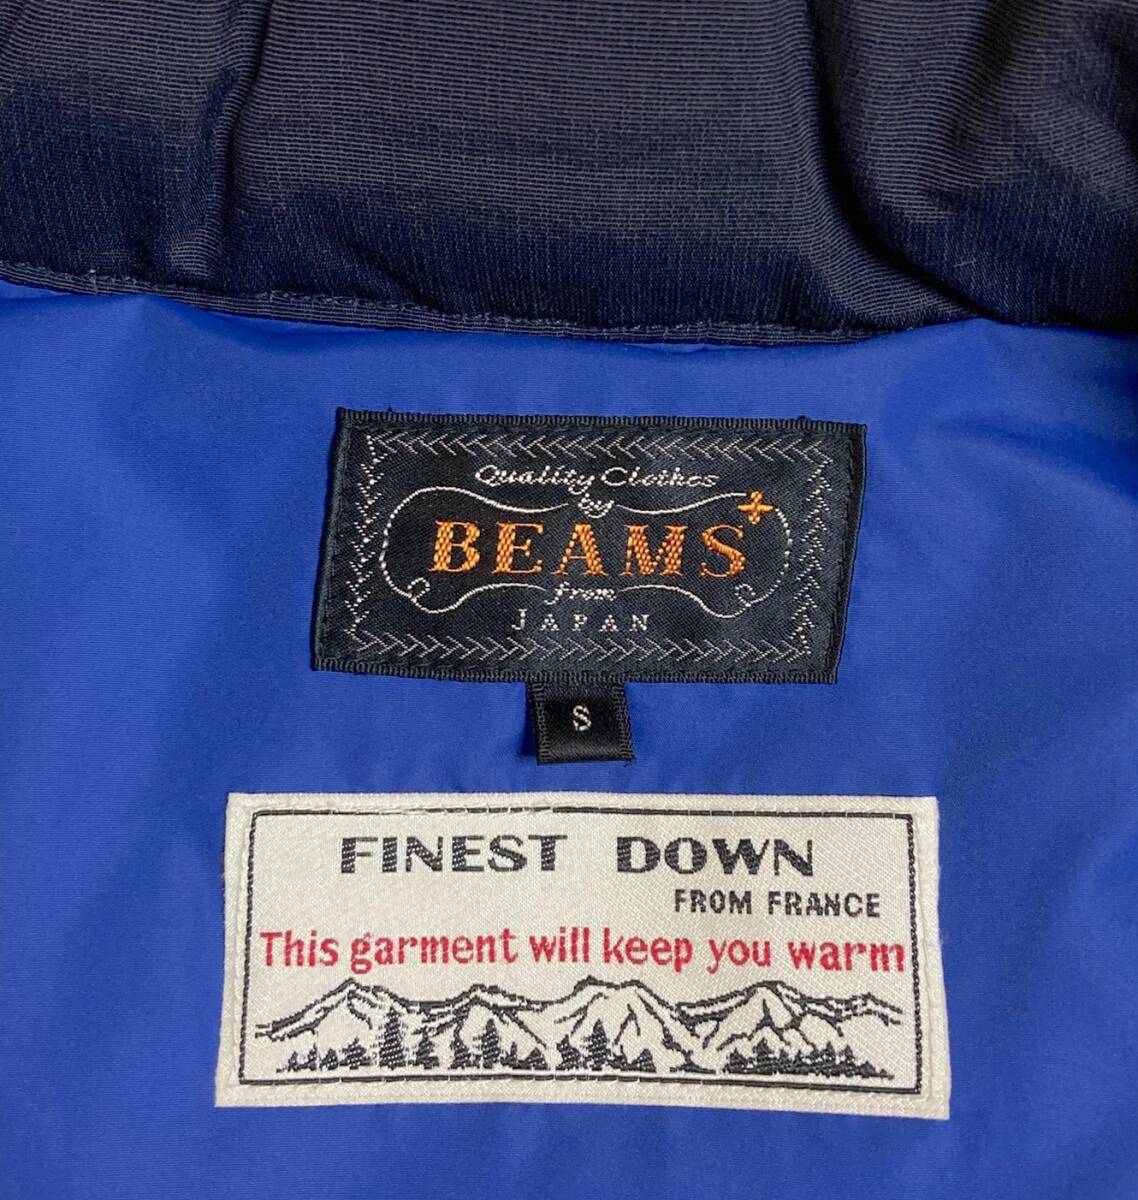 Quality Clothes
by
BEAMS+
from
JAPAN
S
FINEST DOWN
FROM FRANCE
This garment will keep you warm